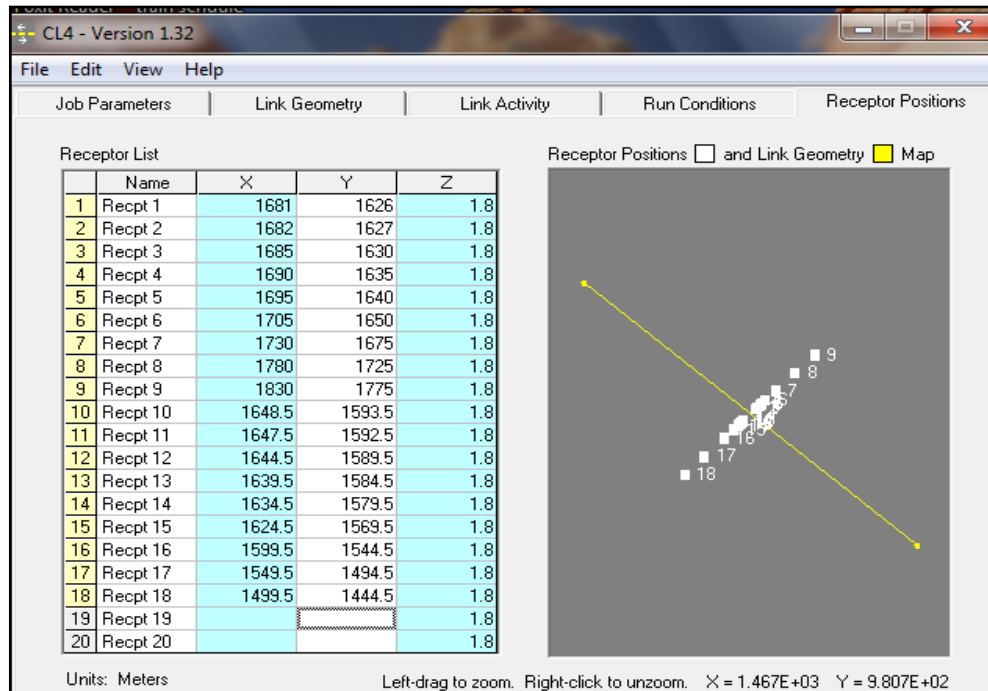 Foxit Reader - train schdule
CL4 - Version 1.32
File Edit View Help
Job Parameters Link Geometry Link Activity Run Conditions Receptor Positions
Receptor List Receptor Positions and Link Geometry Map
Name X Y Z
1 Recpt 1 1681 1626 1.8
2 Recpt 2 1682 1627 1.8
3 Recpt 3 1685 1630 1.8
4 Recpt 4 1690 1635 1.8
5 Recpt 5 1695 1640 1.8
6 Recpt 6 1705 1650 1.8
7 Recpt 7 1730 1675 1.8
8 Recpt 8 1780 1725 1.8
9 Recpt 9 1830 1775 1.8
10 Recpt 10 1648.5 1593.5 1.8
11 Recpt 11 1647.5 1592.5 1.8
12 Recpt 12 1644.5 1589.5 1.8
13 Recpt 13 1639.5 1584.5 1.8
14 Recpt 14 1634.5 1579.5 1.8
15 Recpt 15 1624.5 1569.5 1.8
16 Recpt 16 1599.5 1544.5 1.8
17 Recpt 17 1549.5 1494.5 1.8
18 Recpt 18 1499.5 1444.5 1.8
19 Recpt 19 1.8
20 Recpt 20 1.8
9
8
7
16
17
18
Units: Meters Left-drag to zoom. Right-click to unzoom. X = 1.467E+03 Y = 9.807E+02